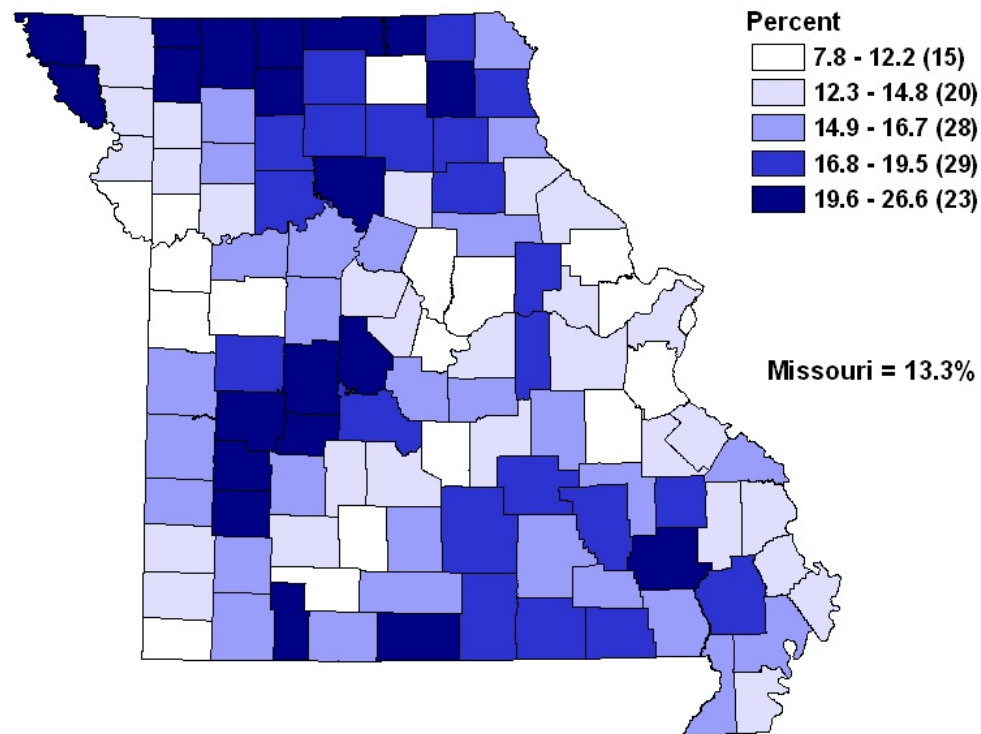 Percent
7.8 - 12.2 (15)
12.3 - 14.8 (20)
14.9 - 16.7 (28)
16.8 - 19.5 (29)
19.6 - 26.6 (23)
Missouri = 13.3%